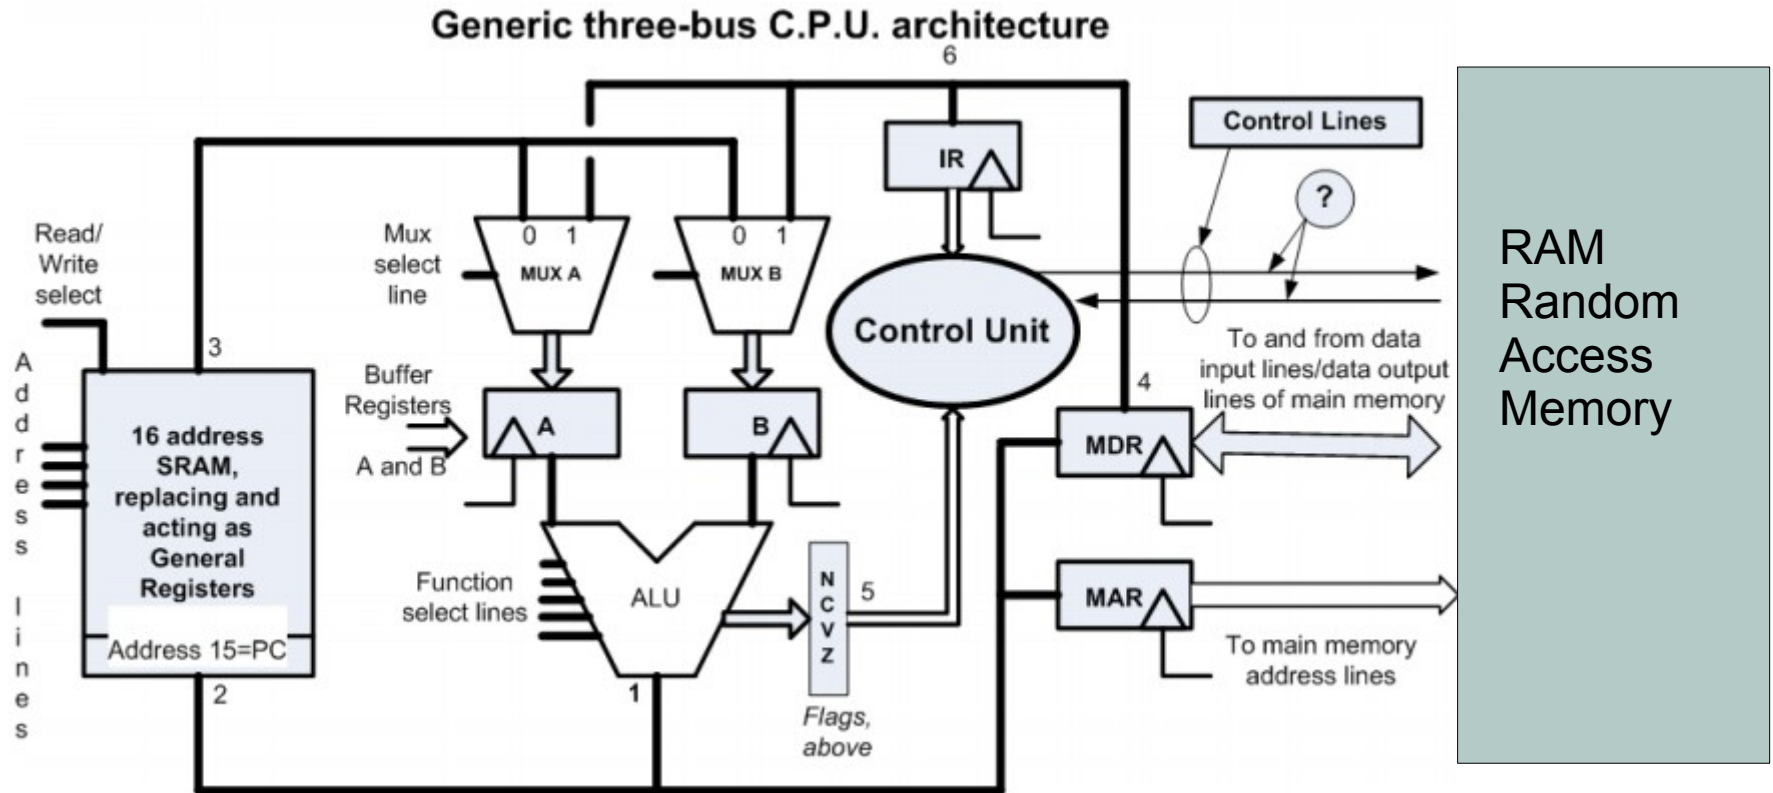 Generic three-bus C.P.U. architecture
6
Control Lines
IR
?
Read/
Write
select
Mux
select
line
0 1
MUX A
0 1
MUX B
Control Unit
RAM
Random
Access
Memory
To and from data
input lines/data output
lines of main memory
3
4
Address lines
Buffer
Registers
A and B
A
B
MDR
16 address
SRAM,
replacing and
acting as
General
Registers
Address 15=PC
Function
select lines
ALU
N
C
V
Z
5
MAR
To main memory
address lines
2
1
Flags,
above